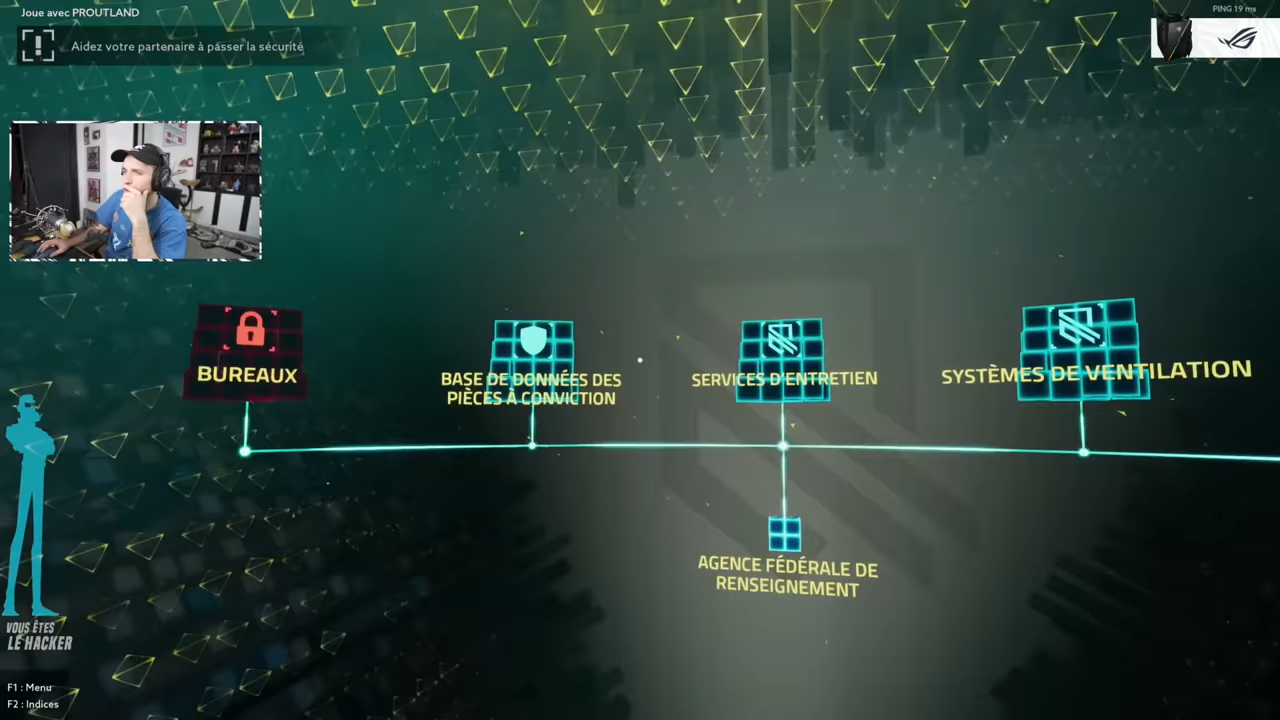 Joue avec PROUTLAND
PING 19 ms
Aidez votre partenaire à passer la sécurité
BUREAUX
BASE DE DONNÉES DES
PIÈCES À CONVICTION
SERVICES D'ENTRETIEN
SYSTÈMES DE VENTILATION
AGENCE FÉDÉRALE DE
RENSEIGNEMENT
VOUS ÊTES
LE HACKER
F1 : Menu
F2 : Indices